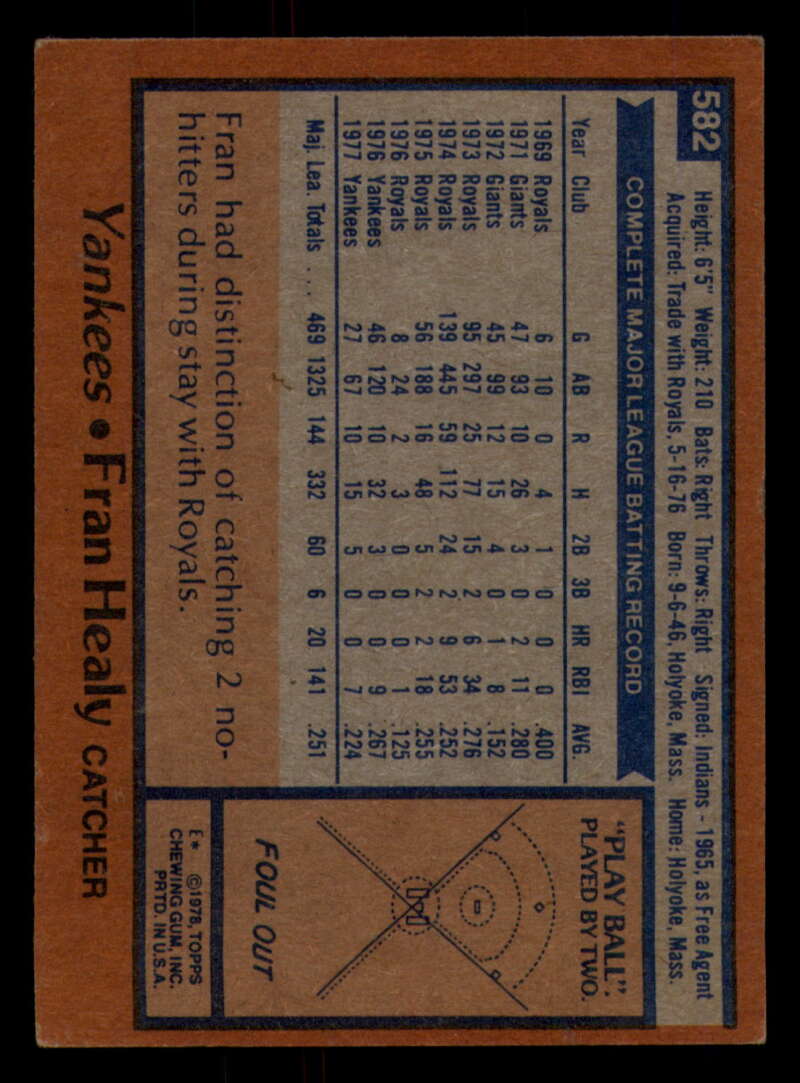 582
Height: 6'5" Weight: 210 Bats: Right Throws: Right Signed: Indians - 1965, as Free Agent
Acquired: Trade with Royals, 5-16-76 Born: 9-6-46, Holyoke, Mass. Home: Holyoke, Mass.
COMPLETE MAJOR LEAGUE BATTING RECORD
Year Club G AB R H 2B 3B HR RBI AVG.
1969 Royals 6 10 0 4 1 0 0 0 .400
1971 Giants 47 93 10 26 3 0 2 11 .280
1972 Giants 45 99 12 15 4 0 1 8 .152
1973 Royals 95 297 25 77 15 2 6 34 .276
1974 Royals 139 445 59 112 24 2 9 53 .252
1975 Royals 56 188 16 48 5 2 2 18 .255
1976 Royals 8 24 2 3 0 0 0 1 .125
1976 Yankees 46 120 10 32 3 0 0 9 .267
1977 Yankees 27 67 10 15 5 0 0 7 .224
Maj. Lea. Totals . . . 469 1325 144 332 60 6 20 141 .251
Fran had distinction of catching 2 no-
hitters during stay with Royals.
"PLAY BALL".
PLAYED BY TWO.
FOUL OUT
E* ©1978, TOPPS
CHEWING GUM, INC.
PRTD. IN U.S.A.
Yankees • Fran Healy CATCHER